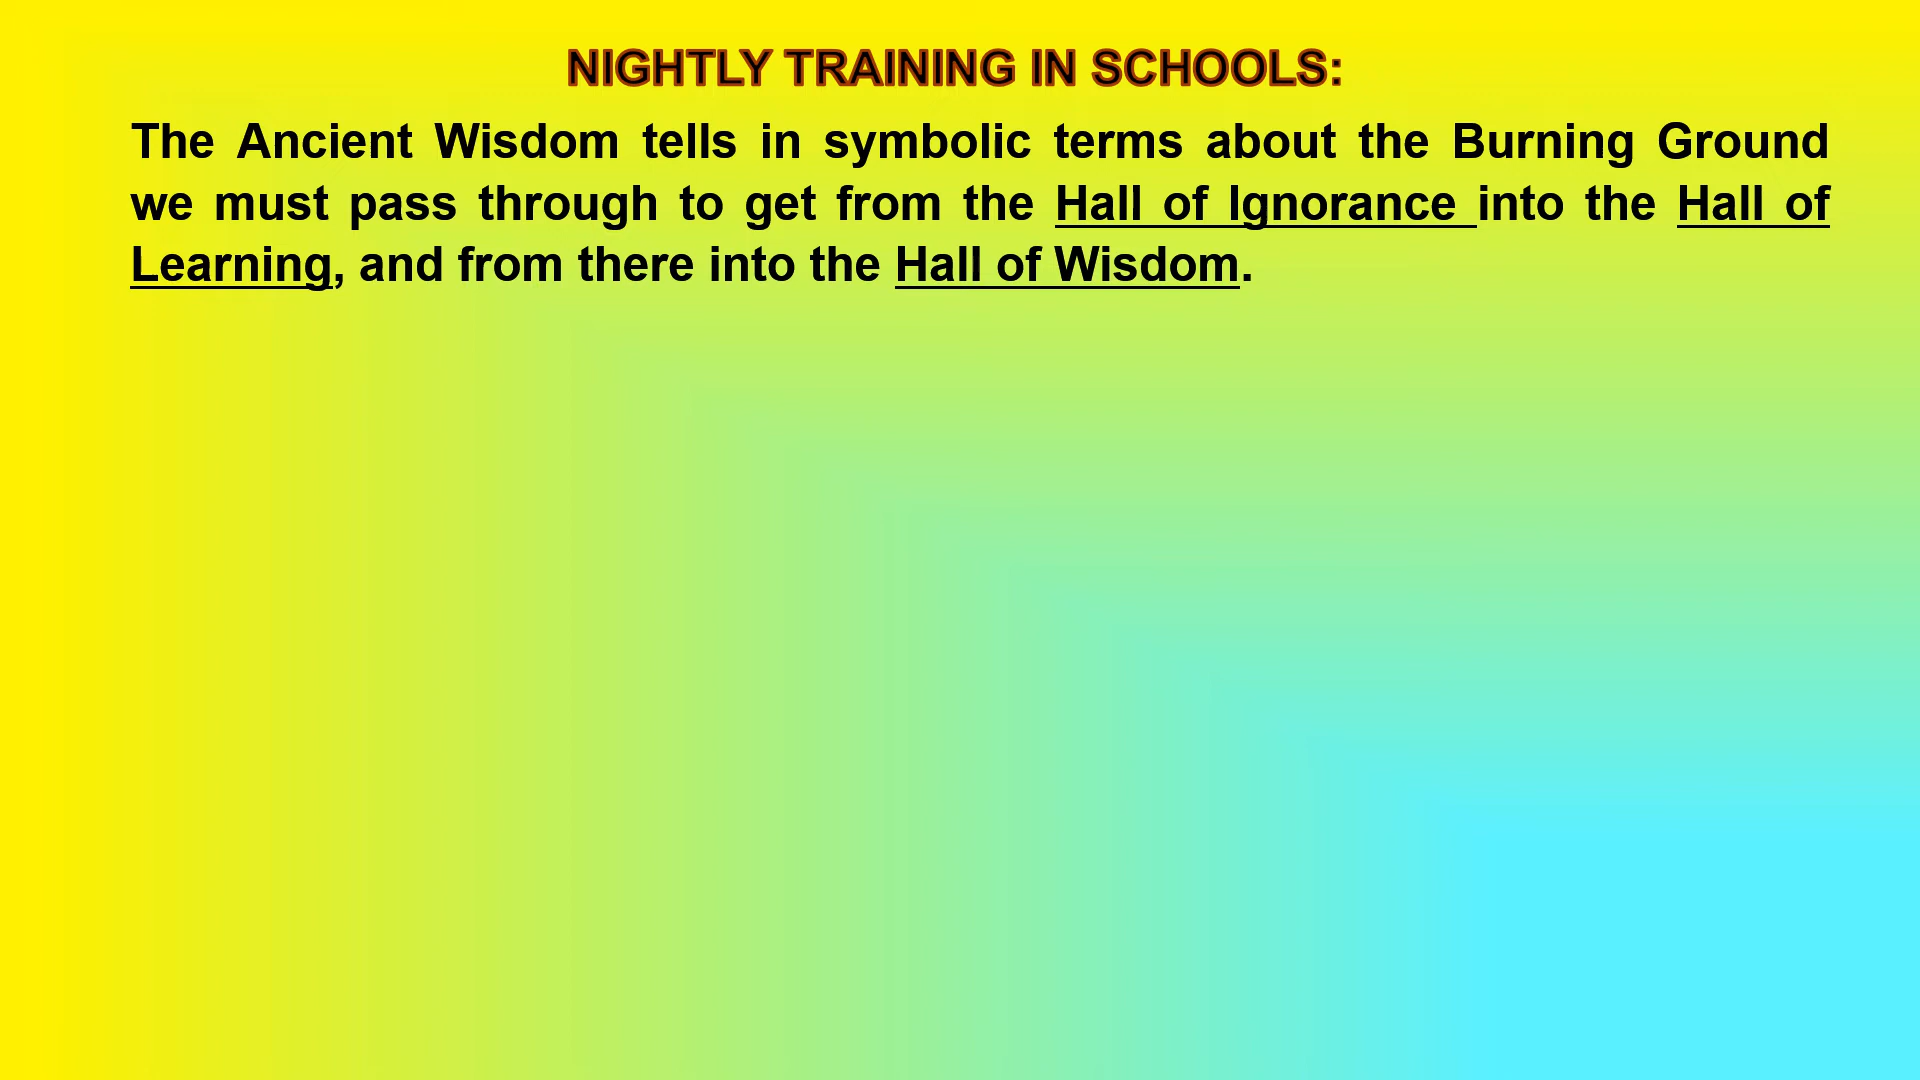 NIGHTLY TRAINING IN SCHOOLS:
The Ancient Wisdom tells in symbolic terms about the Burning Ground
we must pass through to get from the Hall of Ignorance into the Hall of
Learning, and from there into the Hall of Wisdom.